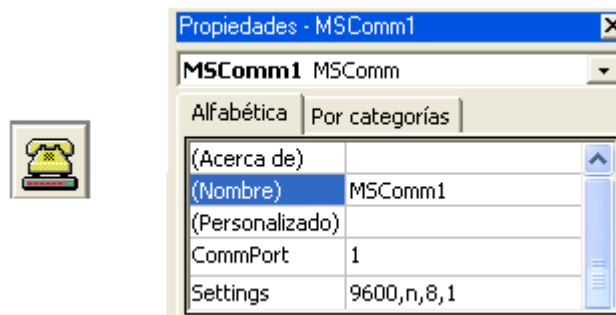 Propiedades - MSComm1
MSComm1 MSComm
Alfabética Por categorías
(Acerca de)
(Nombre) MSComm1
(Personalizado)
CommPort 1
Settings 9600,n,8,1